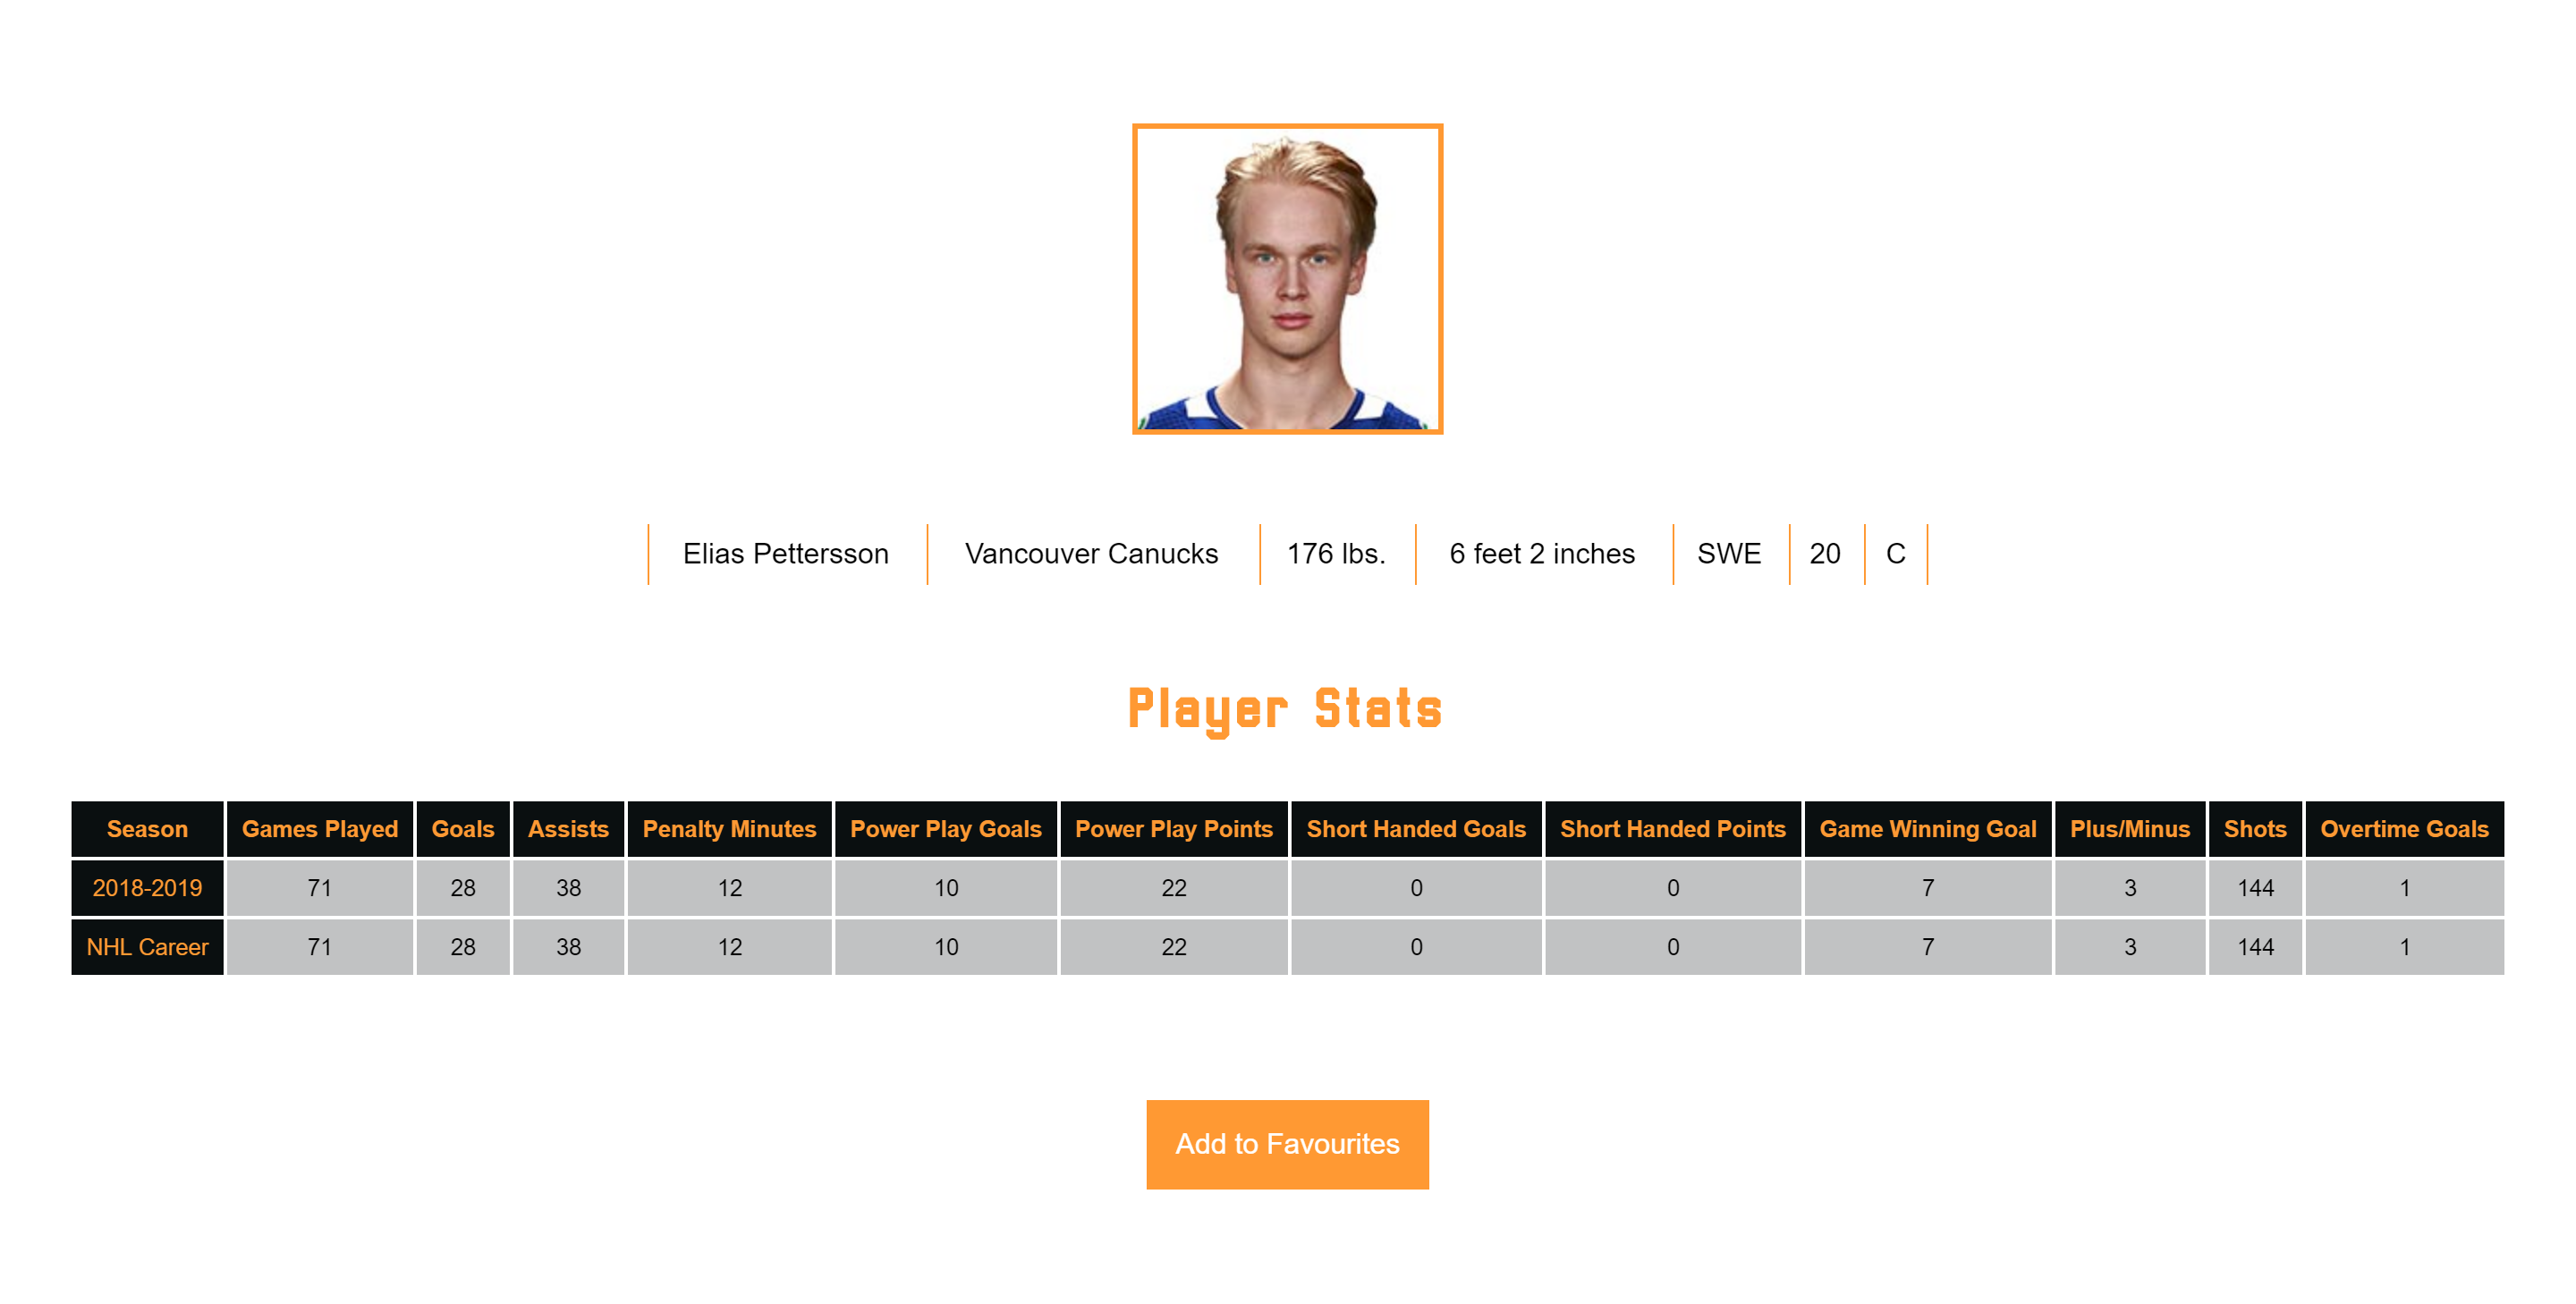 Elias Pettersson Vancouver Canucks 176 lbs. 6 feet 2 inches SWE 20 C
Player Stats
Season Games Played Goals Assists Penalty Minutes Power Play Goals Power Play Points Short Handed Goals Short Handed Points Game Winning Goal Plus/Minus Shots Overtime Goals
2018-2019 71 28 38 12 10 22 0 0 7 3 144 1
NHL Career 71 28 38 12 10 22 0 0 7 3 144 1
Add to Favourites